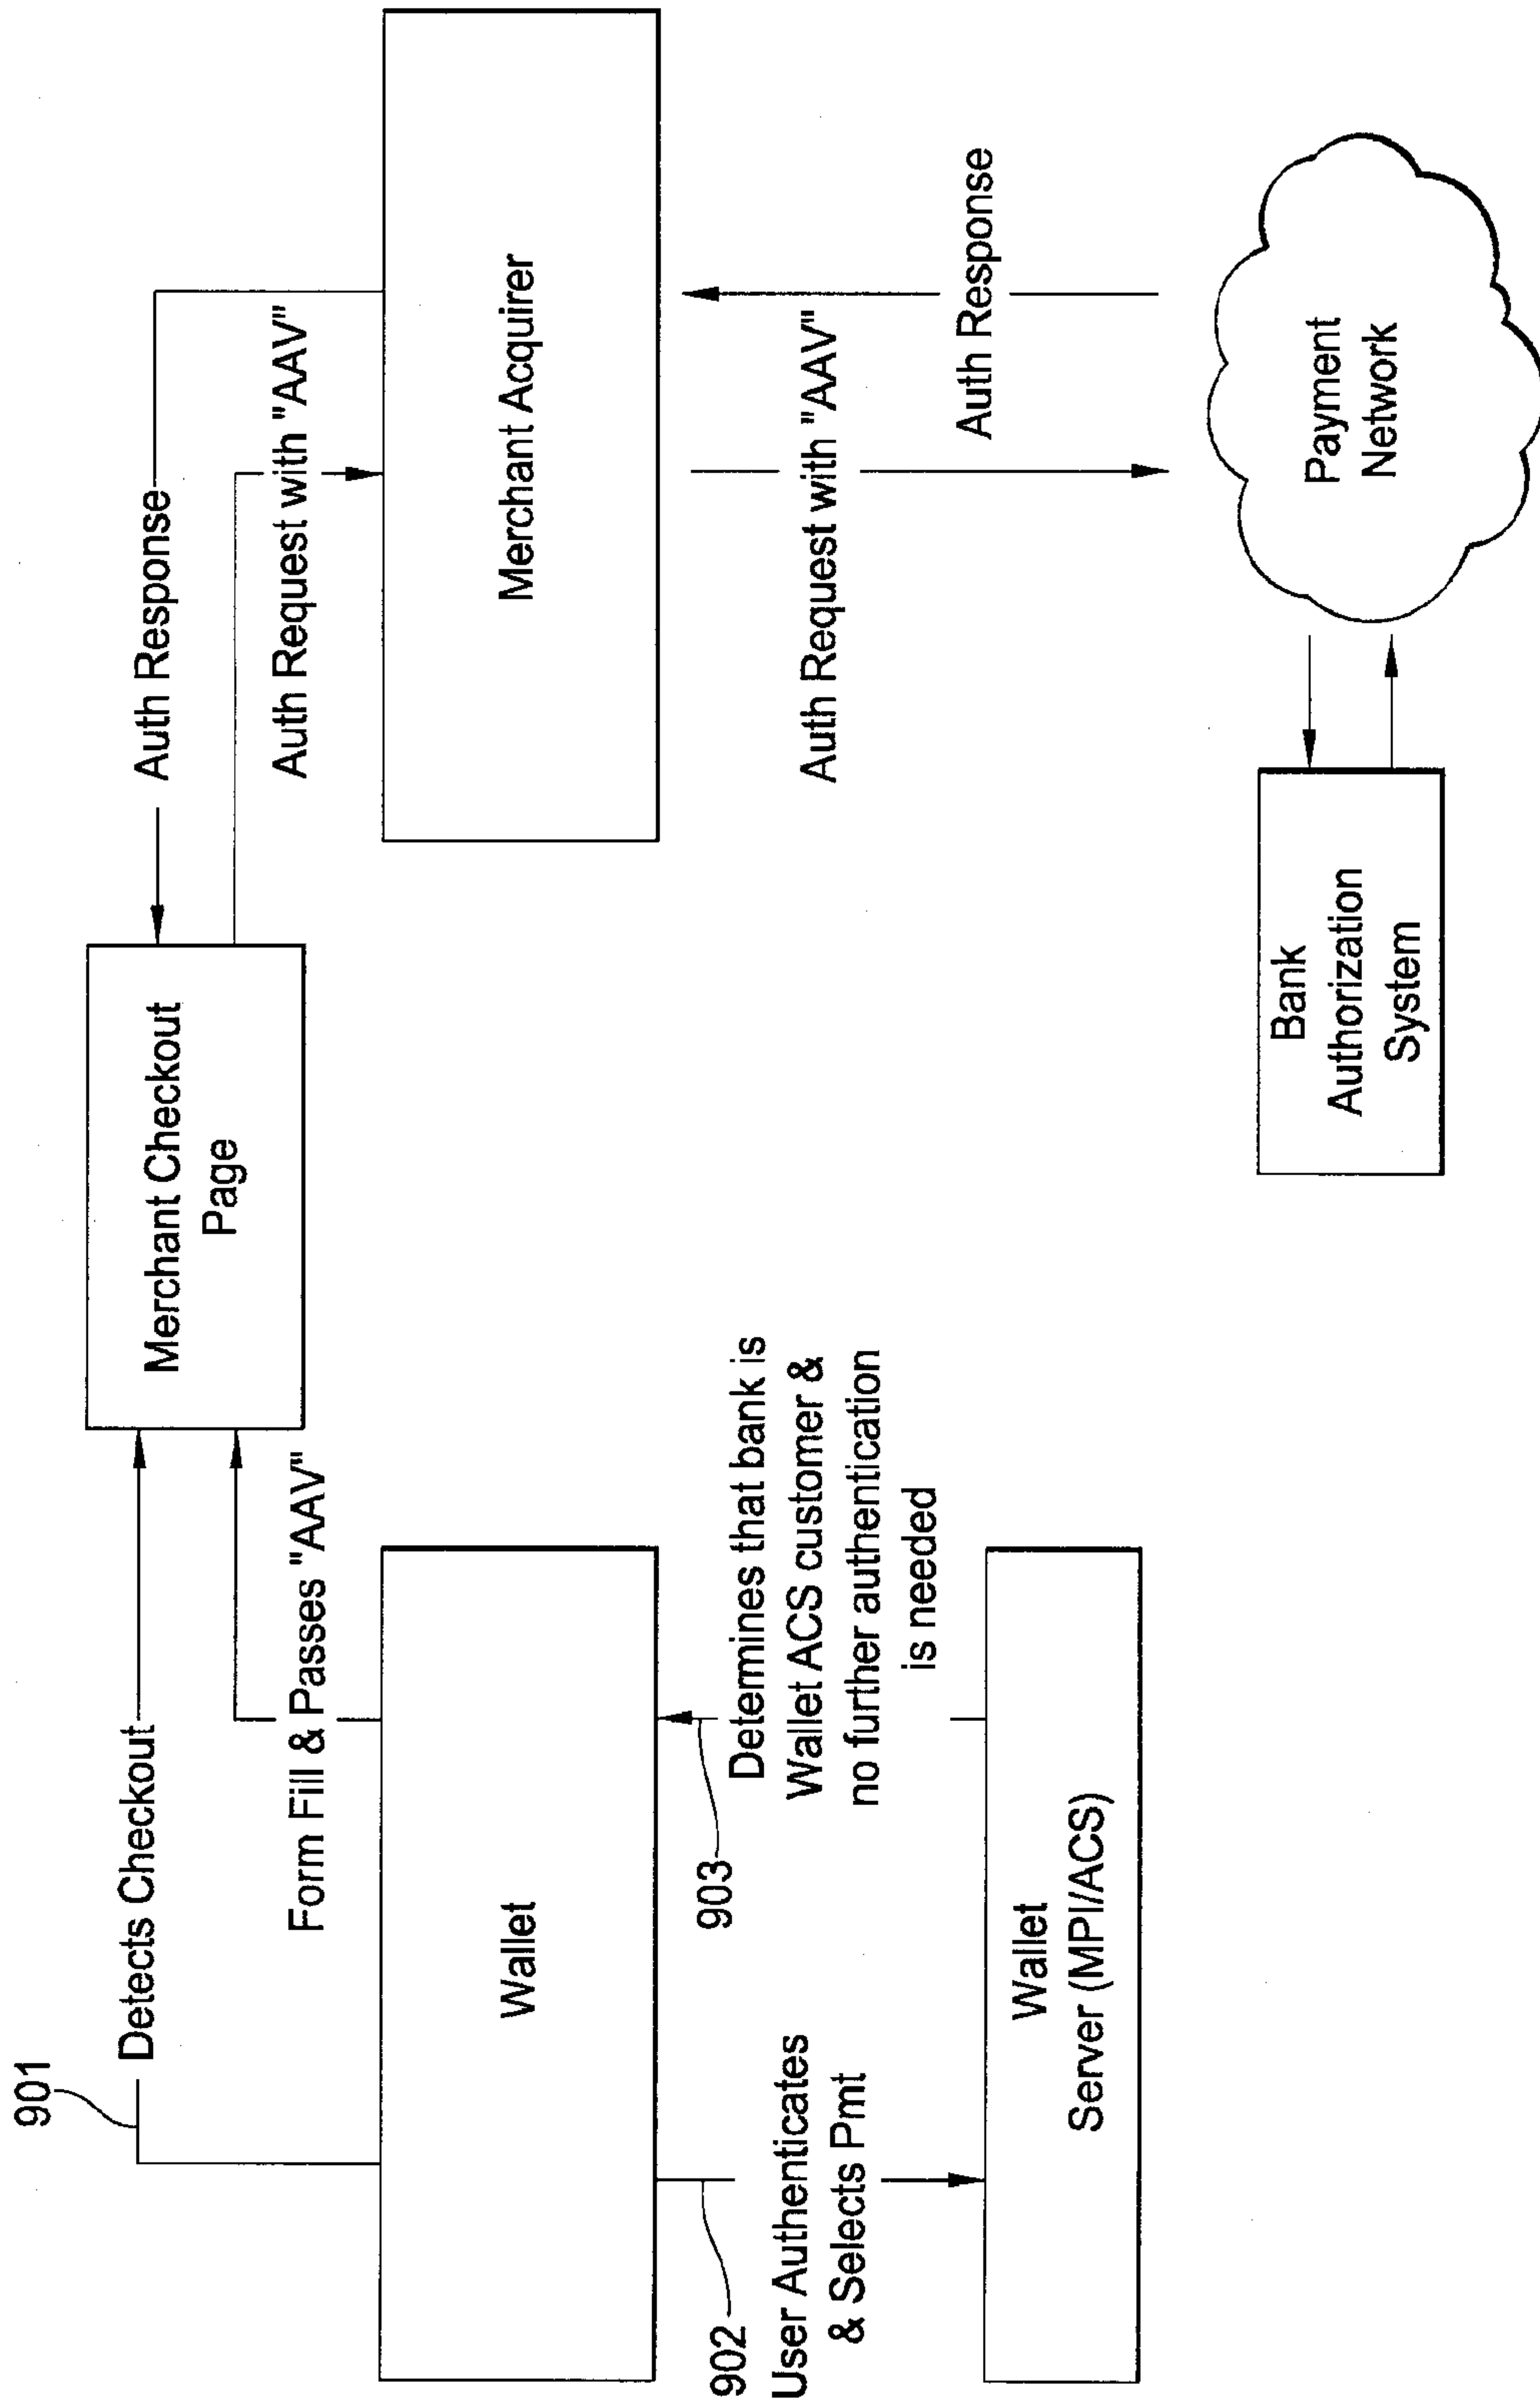 901
Detects Checkout
Form Fill & Passes "AAV"
Wallet
902
User Authenticates
& Selects Pmt
903
Determines that bank is
Wallet ACS customer &
no further authentication
is needed
Wallet
Server (MPI/ACS)
Merchant Checkout
Page
Auth Response
Auth Request with "AAV"
Merchant Acquirer
Auth Request with "AAV"
Auth Response
Payment
Network
Bank
Authorization
System